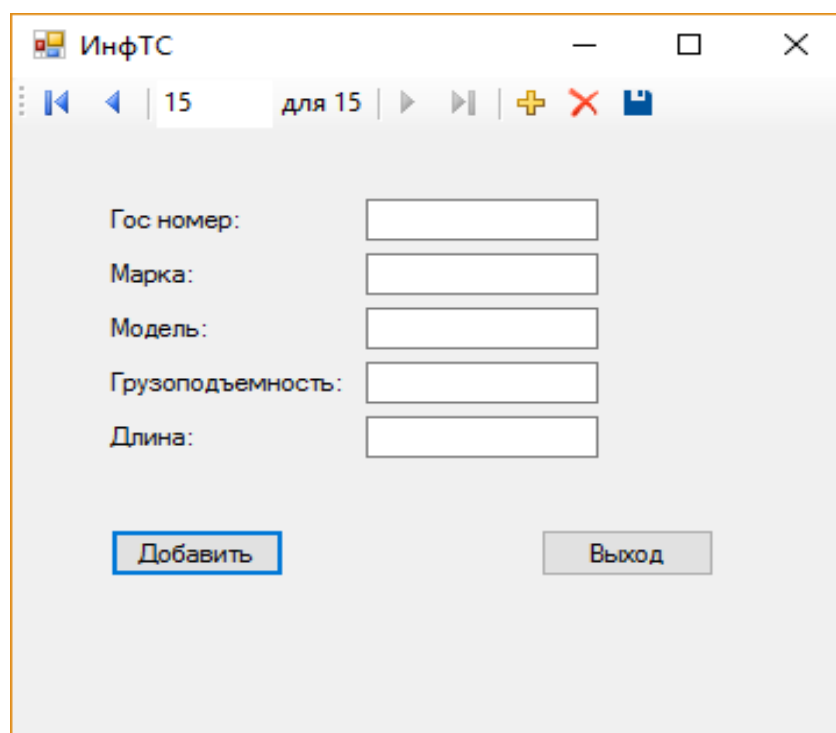 ИнфТС
15 для 15
Гос номер:
Марка:
Модель:
Грузоподъемность:
Длина:
Добавить Выход